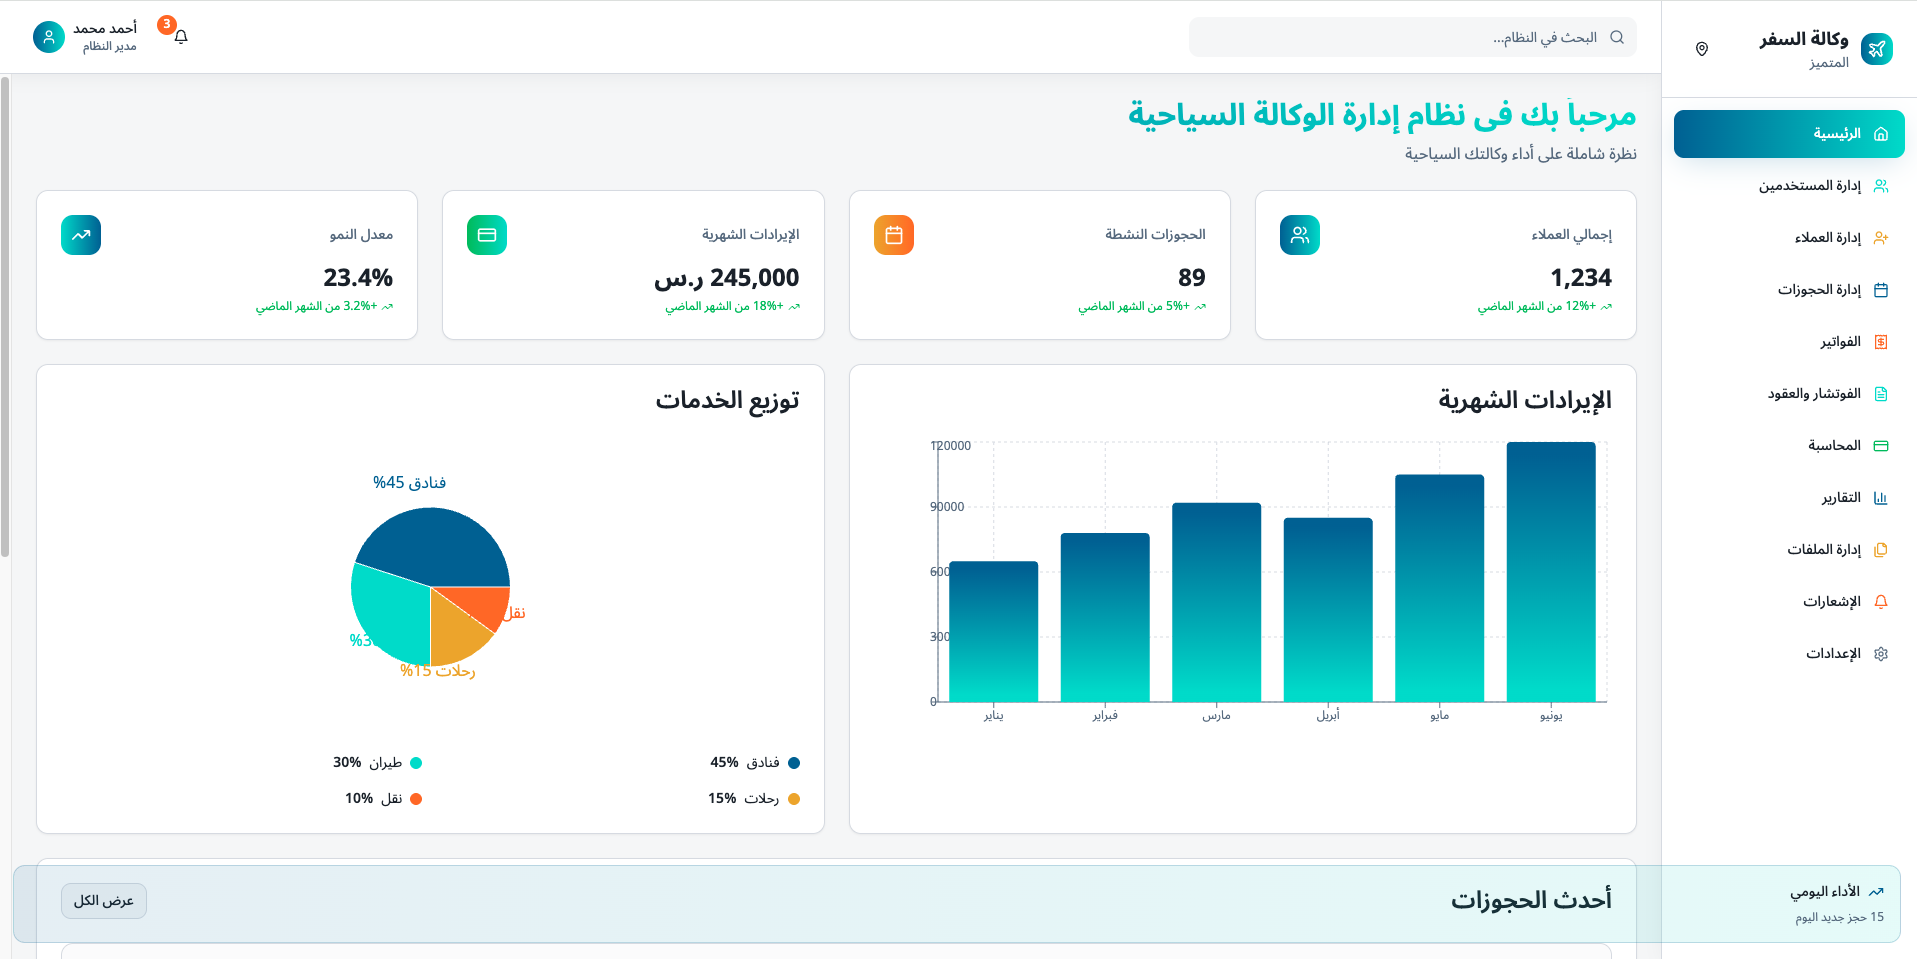 وكالة السفر
المتميز
البحث في النظام...
3
أحمد محمد
مدير النظام
الرئيسية
إدارة المستخدمين
إدارة العملاء
إدارة الحجوزات
الفواتير
الفوتشار والعقود
المحاسبة
التقارير
إدارة الملفات
الإشعارات
الإعدادات
الأداء اليومي
15 حجز جديد اليوم
مرحباً بك في نظام إدارة الوكالة السياحية
نظرة شاملة على أداء وكالتك السياحية
إجمالي العملاء
1,234
+12% من الشهر الماضي
الحجوزات النشطة
89
+5% من الشهر الماضي
الإيرادات الشهرية
245,000 ر.س
+18% من الشهر الماضي
معدل النمو
23.4%
+3.2% من الشهر الماضي
الإيرادات الشهرية
120000
90000
600
300
0
يناير
فبراير
مارس
أبريل
مايو
يونيو
توزيع الخدمات
فنادق 45%
نقل
رحلات 15%
فنادق 45%
طيران 30%
رحلات 15%
نقل 10%
أحدث الحجوزات
عرض الكل